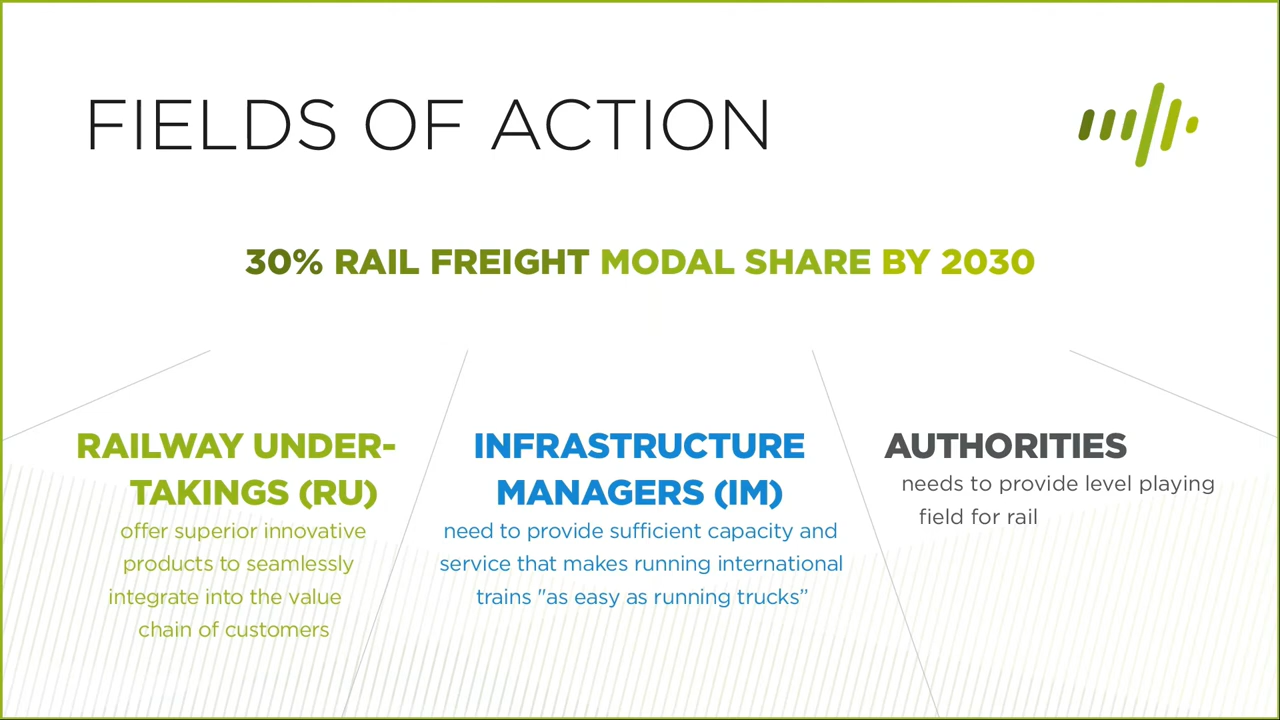 FIELDS OF ACTION
30% RAIL FREIGHT MODAL SHARE BY 2030
RAILWAY UNDER-
TAKINGS (RU)
offer superior innovative
products to seamlessly
integrate into the value
chain of customers
INFRASTRUCTURE
MANAGERS (IM)
need to provide sufficient capacity and
service that makes running international
trains "as easy as running trucks”
AUTHORITIES
needs to provide level playing
field for rail